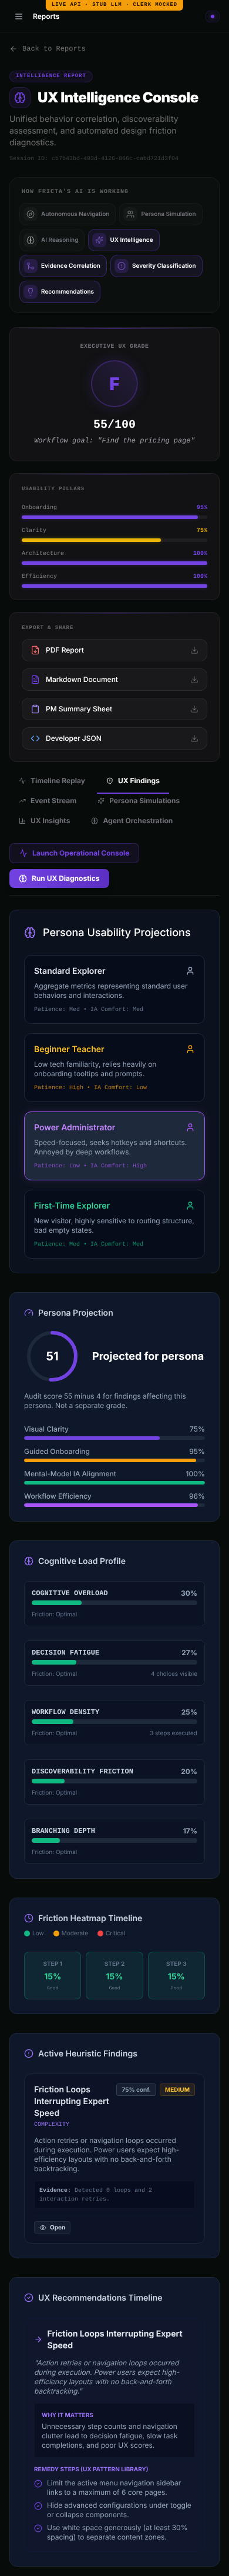 LIVE API · STUB LLM · CLERK MOCKED
Reports
Back to Reports
INTELLIGENCE REPORT
UX Intelligence Console
Unified behavior correlation, discoverability
assessment, and automated design
diagnostics.
HOW FRICTA'S AI IS WORKING
Autonomous Navigation
Persona Simulation
AI Reasoning
UX Intelligence
Evidence Correlation
Severity Classification
Recommendations
EXECUTIVE UX GRADE
F
55/100
Workflow goal: "Find the pricing page"
USABILITY PILLARS
Onboarding 95%
Clarity 75%
Architecture 100%
Efficiency 100%
EXPORT & SHARE
PDF Report
Markdown Document
PM Summary Sheet
Developer JSON
Timeline Replay
UX Findings
Event Stream
Persona Simulations
UX Insights
Agent Orchestration
Launch Operational Console
Run UX Diagnostics
Persona Usability Projections
Standard Explorer
Aggregate metrics representing standard user
behaviors and interactions.
Patience: Med • IA Comfort: Med
Beginner Teacher
Low tech familiarity, relies heavily on
onboarding tooltips and prompts.
Patience: High • IA Comfort: Low
Power Administrator
Speed-focused, seeks hotkeys and shortcuts.
Annoyed by deep workflows.
Patience: Low • IA Comfort: High
First-Time Explorer
New visitor, highly sensitive to routing structure,
bad empty states.
Patience: Med • IA Comfort: Med
Persona Projection
51
Projected for persona
Audit score 55 minus 4 for findings affecting this
persona. Not a separate grade.
Visual Clarity 75%
Guided Onboarding 95%
Mental-Model IA Alignment 100%
Workflow Efficiency 96%
Cognitive Load Profile
COGNITIVE OVERLOAD 30%
Friction: Optimal
DECISION FATIGUE 27%
Friction: Optimal 4 choices visible
WORKFLOW DENSITY 25%
Friction: Optimal 3 steps executed
DISCOVERABILITY FRICTION 20%
Friction: Optimal
BRANCHING DEPTH 17%
Friction: Optimal
Friction Heatmap Timeline
Low Moderate Critical
STEP 1 STEP 2 STEP 3
15% 15% 15%
Good Good Good
Active Heuristic Findings
Friction Loops
Interrupting Expert
Speed
75% conf. MEDIUM
COMPLEXITY
Action retries or navigation loops occurred
during execution. Power users expect high-
efficiency layouts with no back-and-forth
backtracking.
Evidence: Detected 0 loops and 2
interaction retries.
Open
UX Recommendations Timeline
Friction Loops Interrupting Expert
Speed
"Action retries or navigation loops occurred
during execution. Power users expect high-
efficiency layouts with no back-and-forth
backtracking."
WHY IT MATTERS
Unnecessary step counts and navigation
clutter lead to decision fatigue, slow task
completions, and poor UX scores.
REMEDY STEPS (UX PATTERN LIBRARY)
Limit the active menu navigation sidebar
links to a maximum of 6 core pages.
Hide advanced configurations under toggle
or collapse components.
Use white space generously (at least 30%
spacing) to separate content zones.